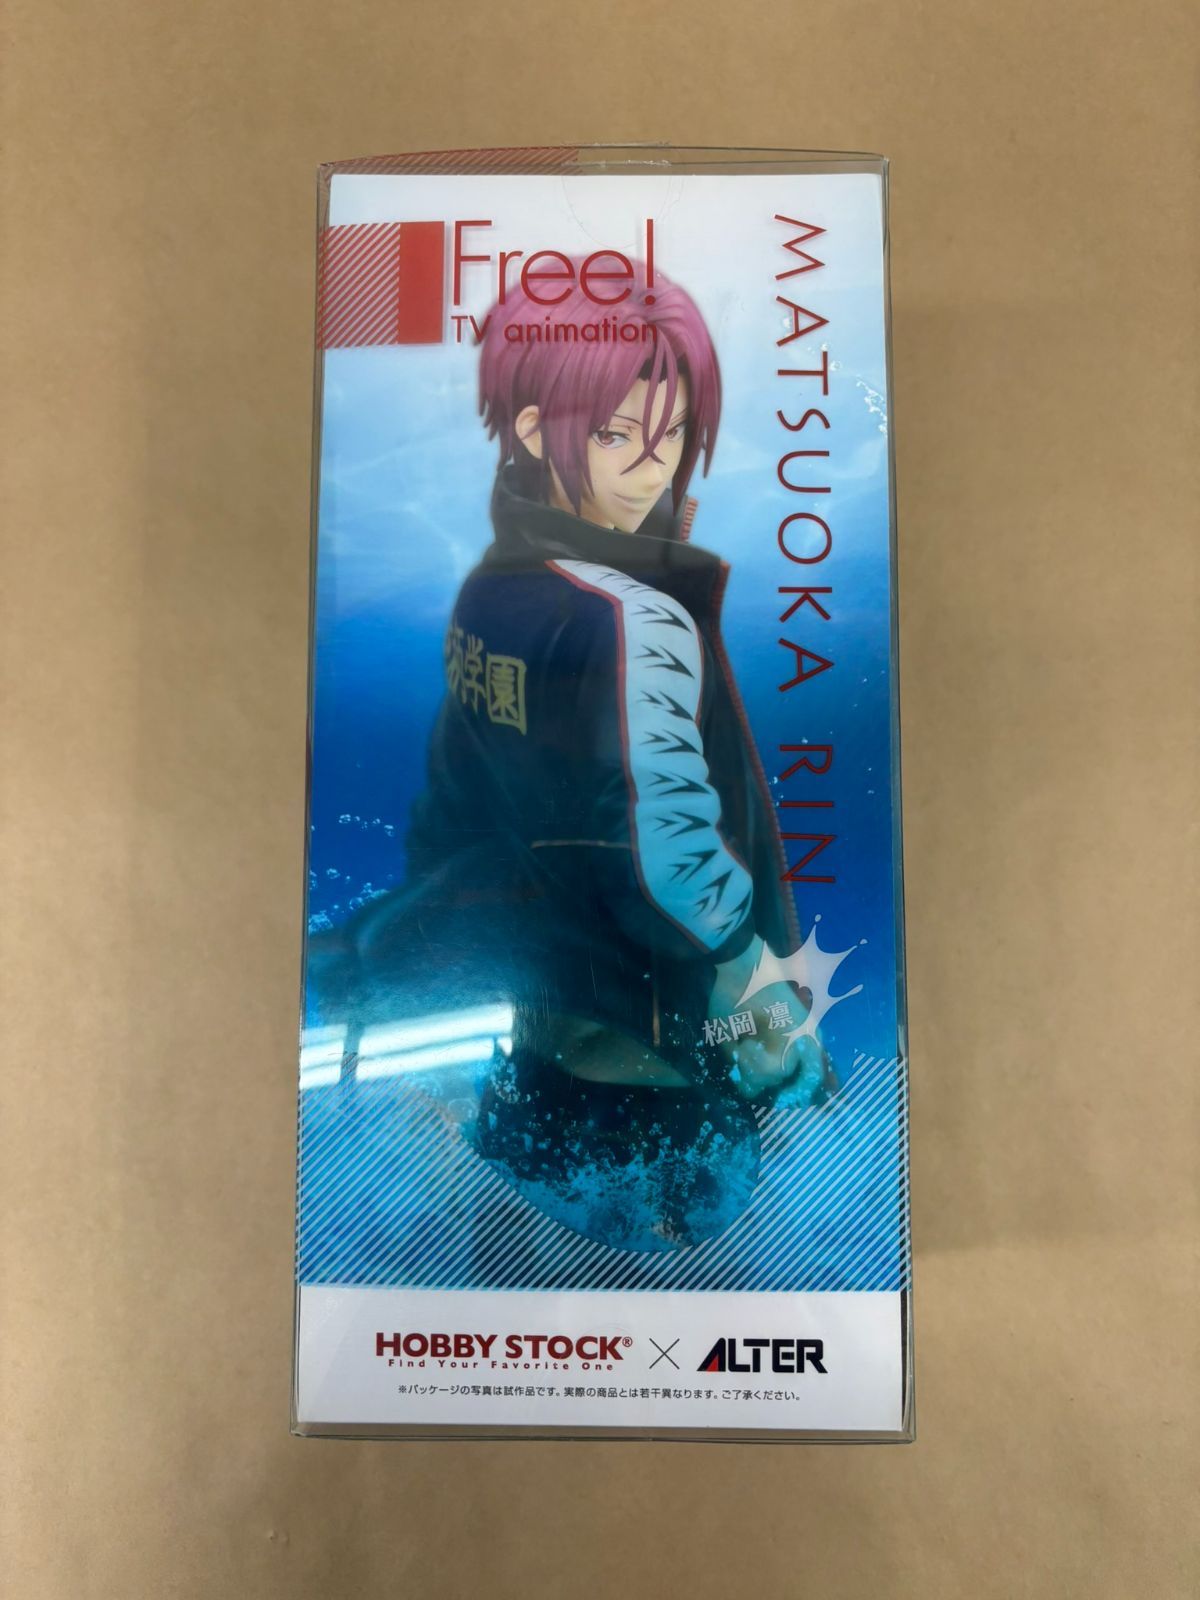 Free!
TV animation
MATSUOKA RIN
学園
松岡 凛
HOBBY STOCK® × ALTER
Find Your Favorite One
※パッケージの写真は試作品です。実際の商品とは若干異なります。ご了承ください。